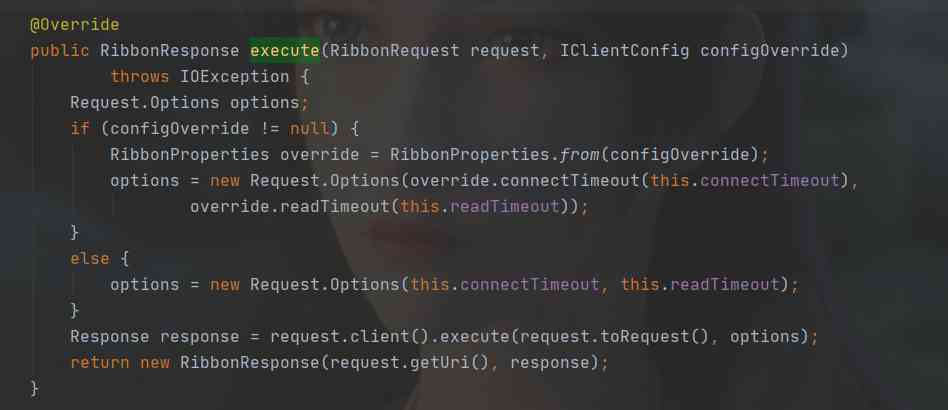 @Override
public RibbonResponse execute(RibbonRequest request, IClientConfig configOverride)
        throws IOException {
    Request.Options options;
    if (configOverride != null) {
        RibbonProperties override = RibbonProperties.from(configOverride);
        options = new Request.Options(override.connectTimeout(this.connectTimeout),
                override.readTimeout(this.readTimeout));
    }
    else {
        options = new Request.Options(this.connectTimeout, this.readTimeout);
    }
    Response response = request.client().execute(request.toRequest(), options);
    return new RibbonResponse(request.getUri(), response);
}